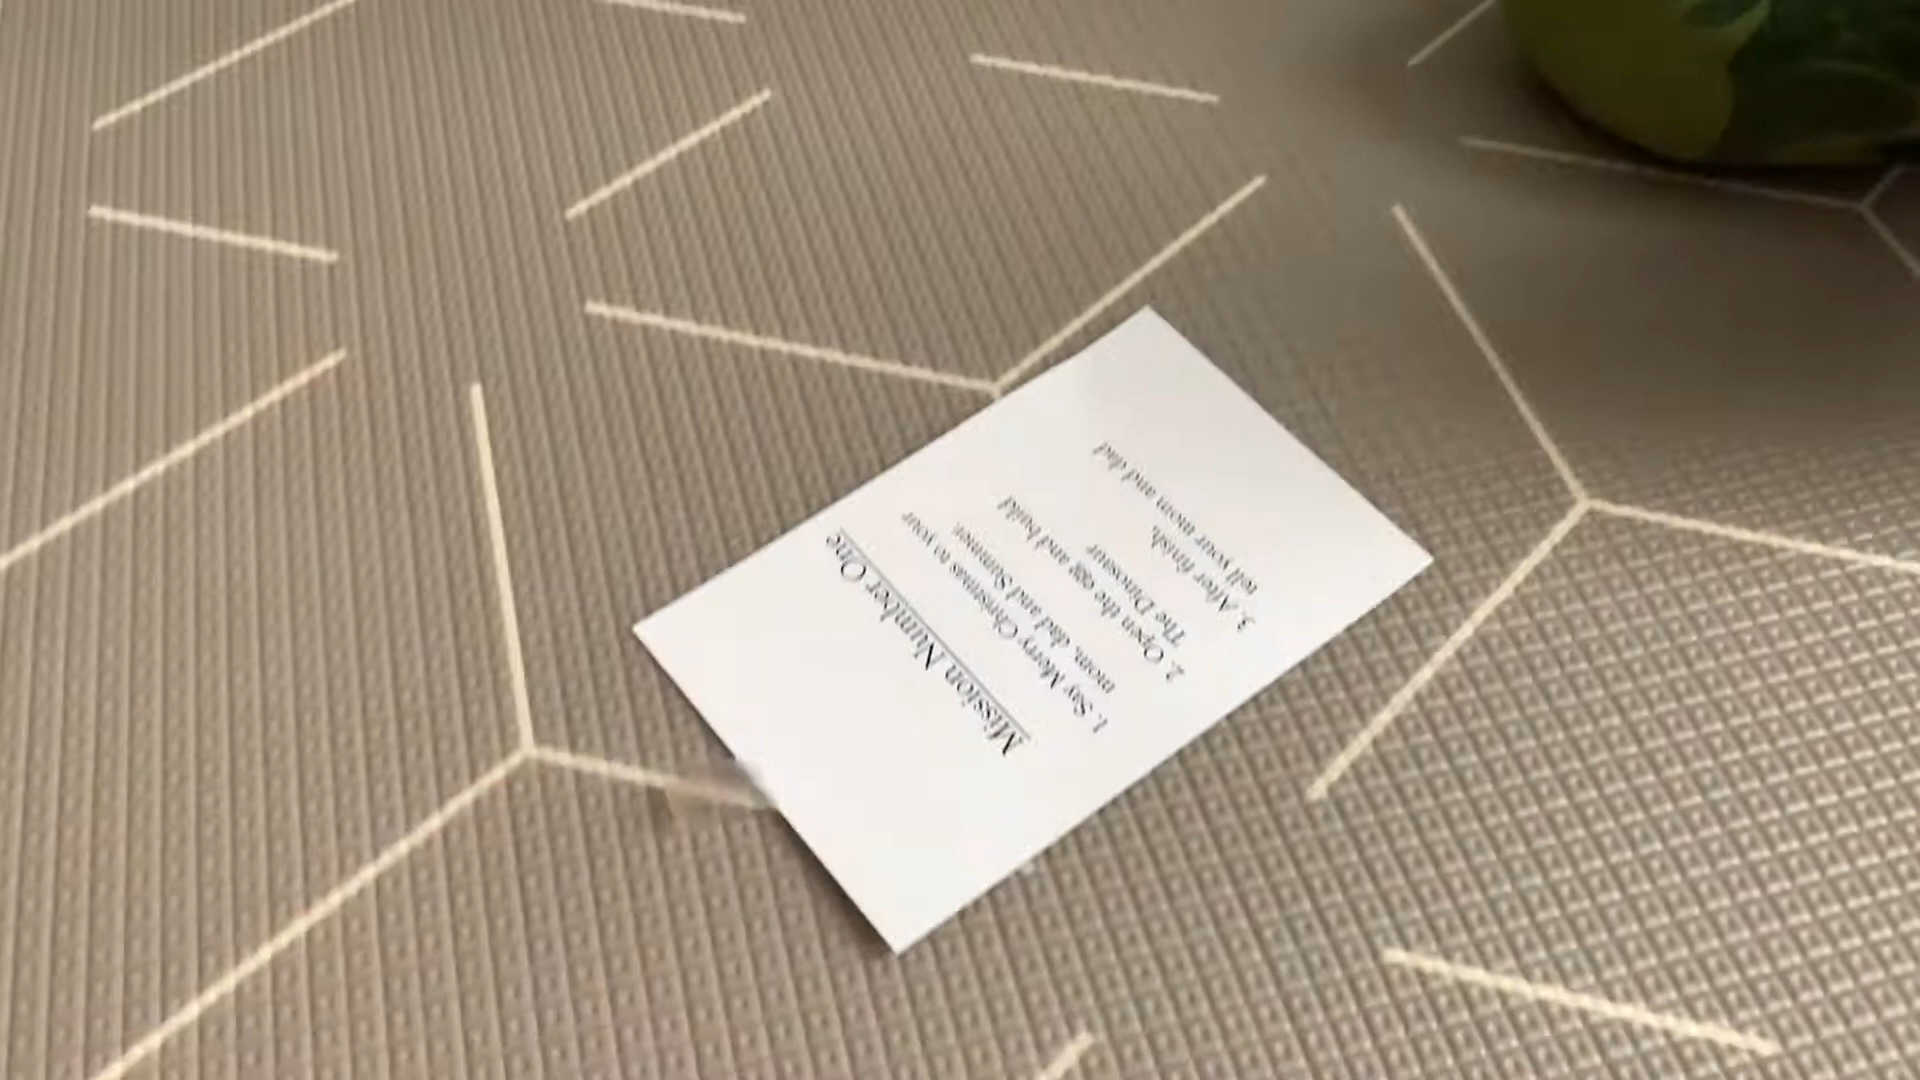 Mission Number One
1. Say Merry Christmas to your
mom, dad and Summer.
2. Open the egg and build
The Dinosaur
3. After finish,
tell your mom and dad